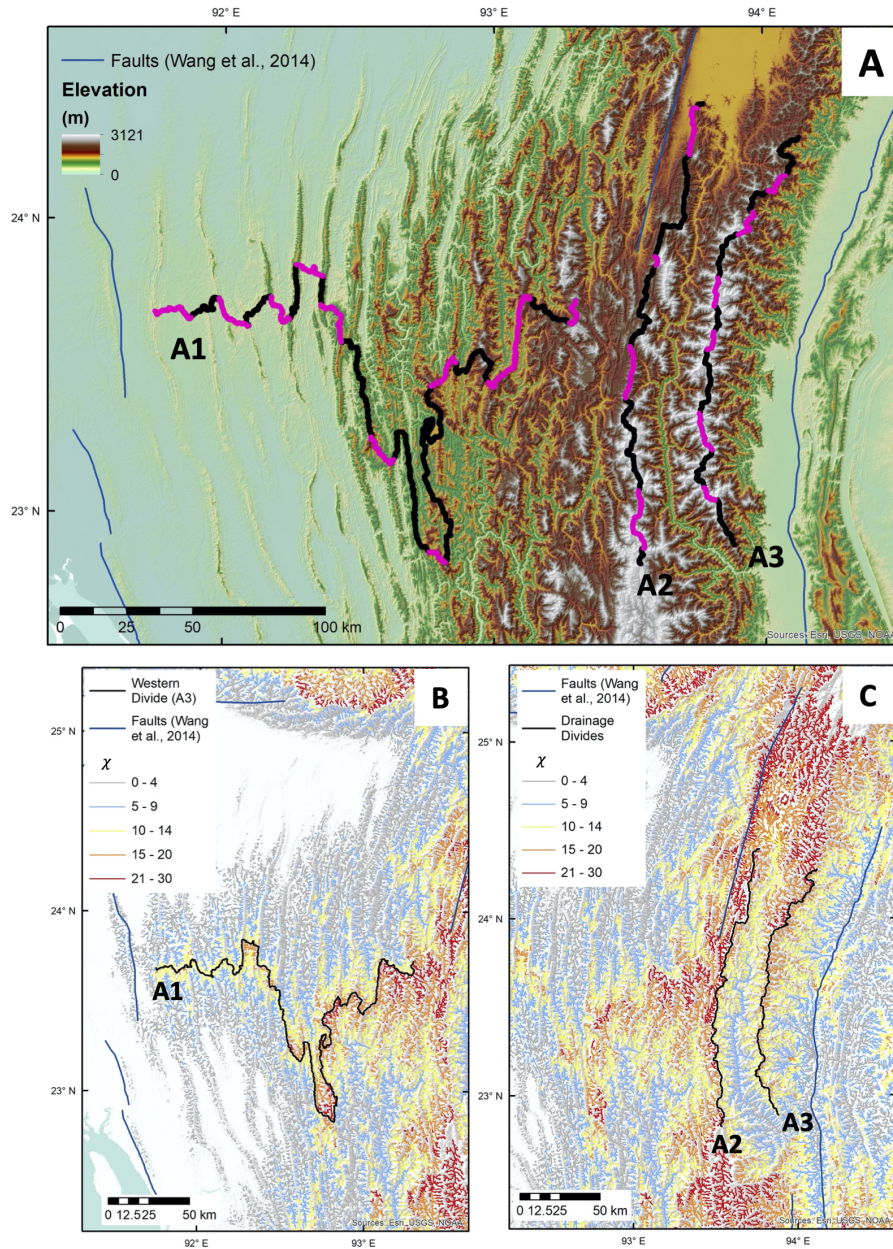 92° E
93° E
94° E
Faults (Wang et al., 2014)
A
Elevation
(m)
3121
0
24° N
A1
23° N
A2
A3
0 25 50 100 km
Sources: Esri, USGS, NOAA
Western
Divide (A3)
Faults (Wang
et al., 2014)
B
χ
0 - 4
5 - 9
10 - 14
15 - 20
21 - 30
25° N
24° N
A1
23° N
0 12.525 50 km
Sources: Esri, USGS, NOAA
92° E
93° E
Faults (Wang
et al., 2014)
Drainage
Divides
C
χ
0 - 4
5 - 9
10 - 14
15 - 20
21 - 30
25° N
24° N
23° N
A2
A3
0 12.525 50 km
Sources: Esri, USGS, NOAA
93° E
94° E